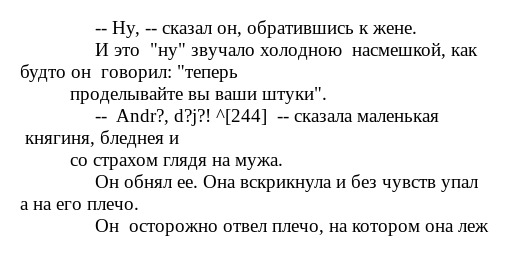 -- Ну, -- сказал он, обратившись к жене.
И это  "ну" звучало холодною  насмешкой, как
будто он  говорил: "теперь
проделывайте вы ваши штуки".
--  Andr?, d?j?! ^[244]  -- сказала маленькая
княгиня, бледнея и
со страхом глядя на мужа.
Он обнял ее. Она вскрикнула и без чувств упал
а на его плечо.
Он  осторожно отвел плечо, на котором она леж